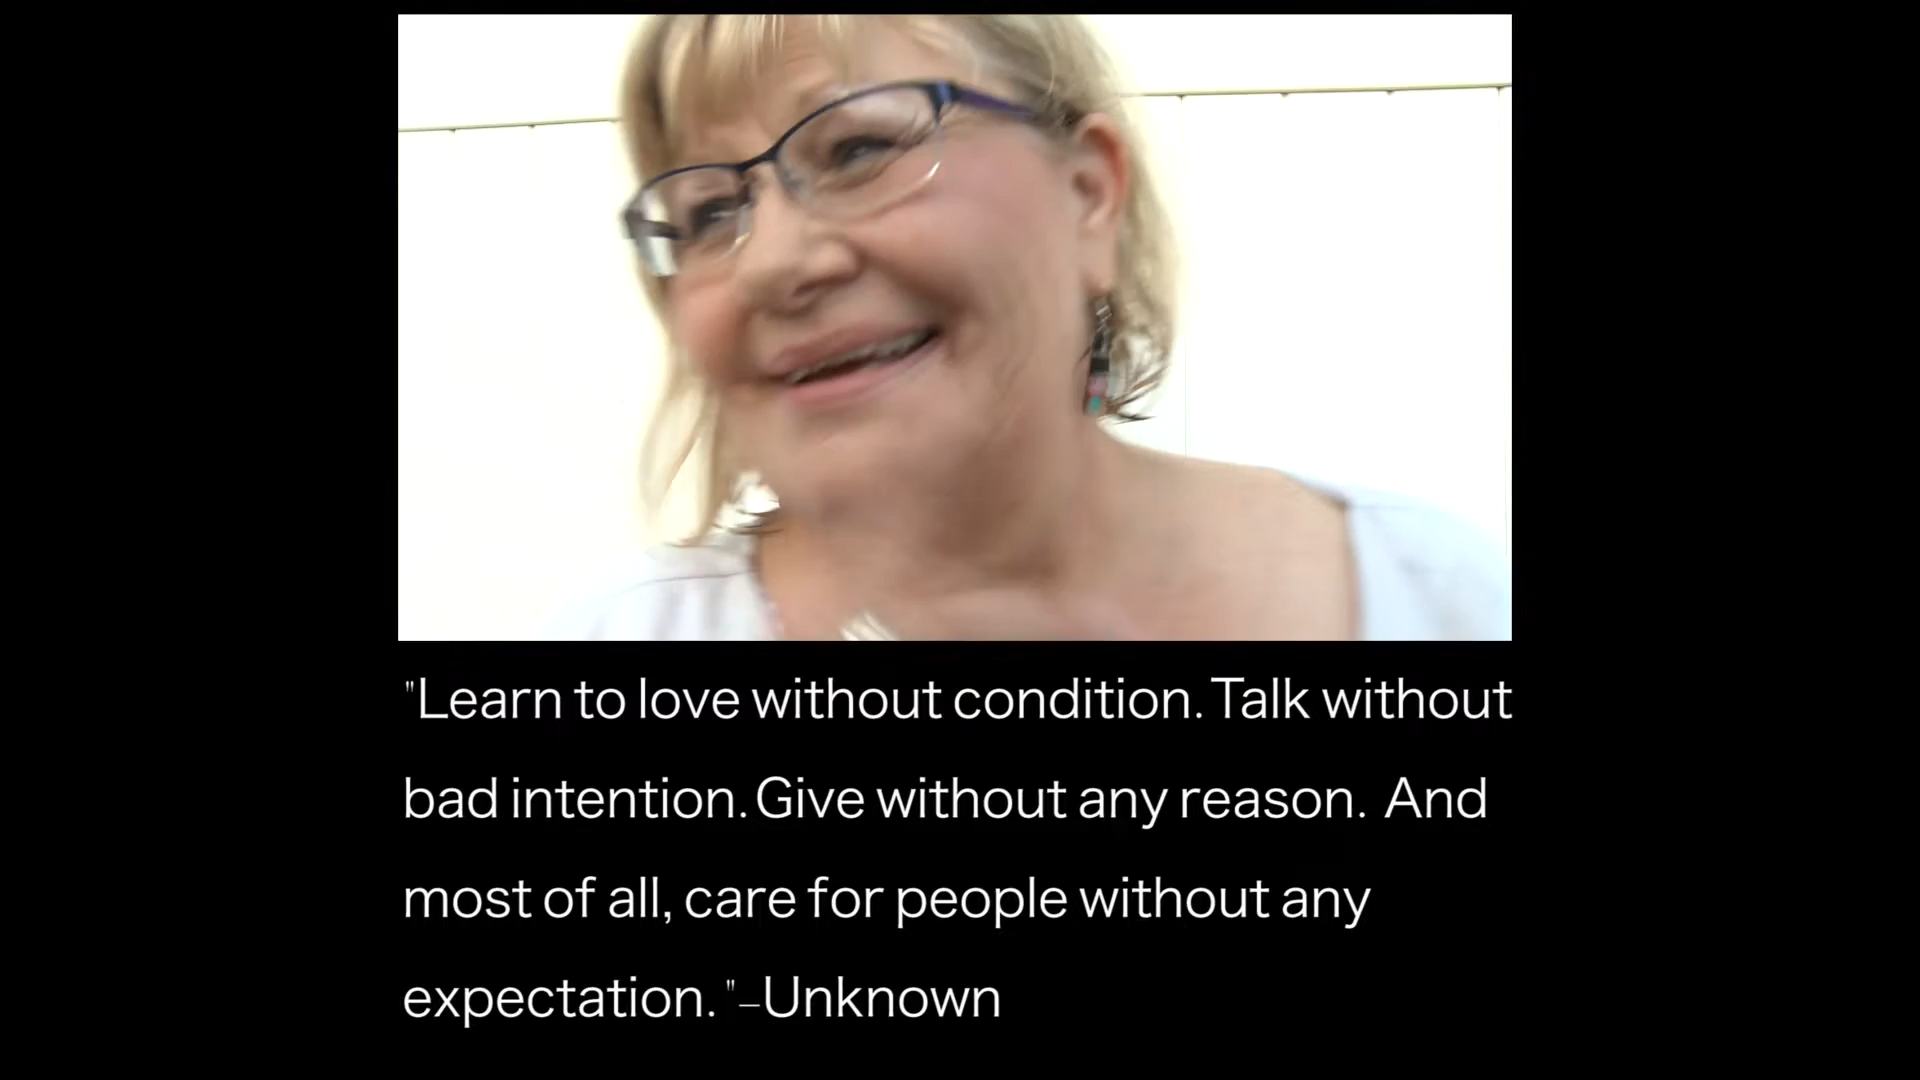 "Learn to love without condition. Talk without
bad intention. Give without any reason. And
most of all, care for people without any
expectation. "–Unknown